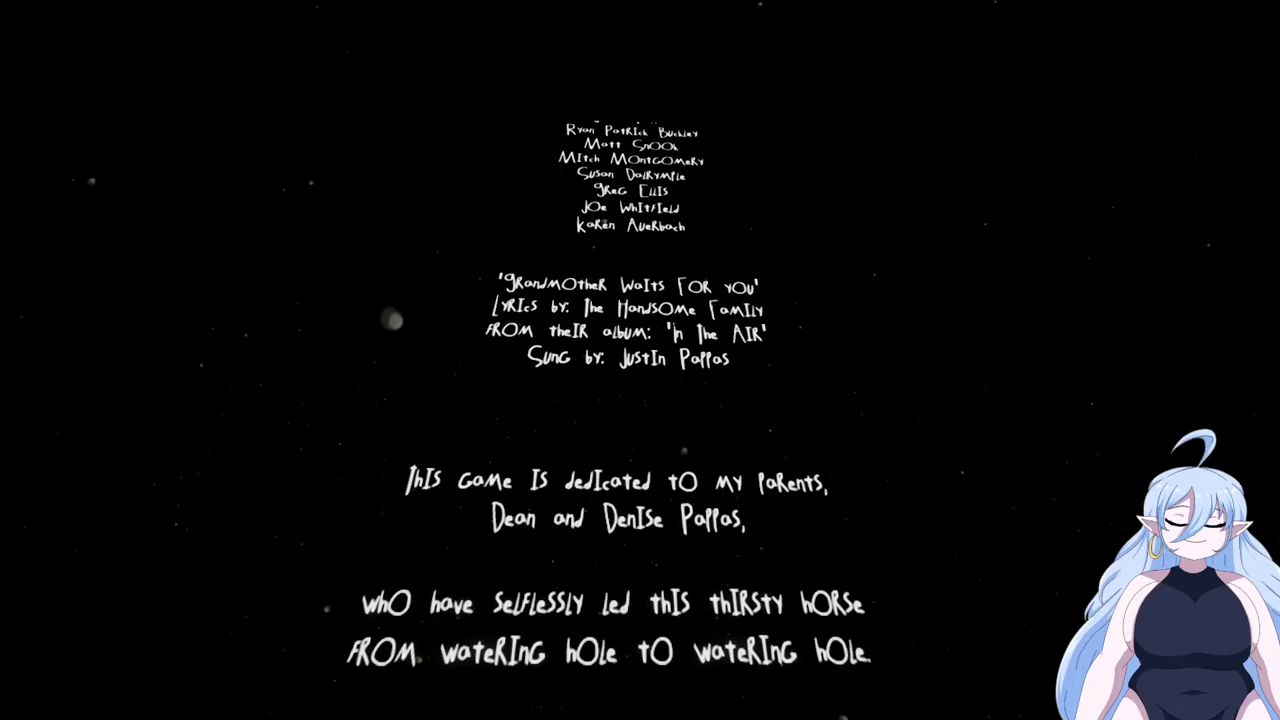 Ryan Patrick Buckley
Matt Snook
Mitch Montgomery
Susan Dalrymple
Greg Ellis
Joe Whitfield
Karen Auerbach
"Grandmother Waits For You"
Lyrics by: The Handsome Family
From their album: "In The Air"
Sung by: Justin Pappas
This game is dedicated to my parents,
Dean and Denise Pappas,
who have selflessly led this thirsty horse
from watering hole to watering hole.